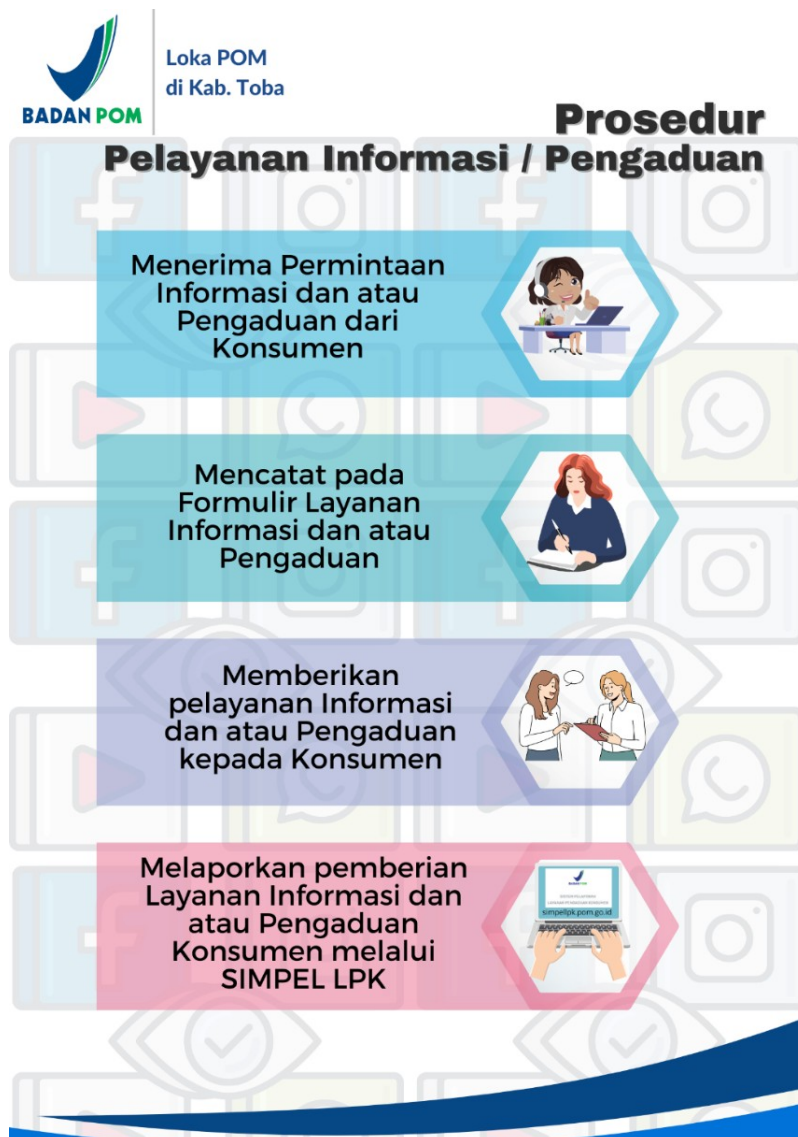 BADAN POM
Loka POM
di Kab. Toba
Prosedur
Pelayanan Informasi / Pengaduan
Menerima Permintaan
Informasi dan atau
Pengaduan dari
Konsumen
Mencatat pada
Formulir Layanan
Informasi dan atau
Pengaduan
Memberikan
pelayanan Informasi
dan atau Pengaduan
kepada Konsumen
Melaporkan pemberian
Layanan Informasi dan
atau Pengaduan
Konsumen melalui
SIMPEL LPK
simpellpk.pom.go.id